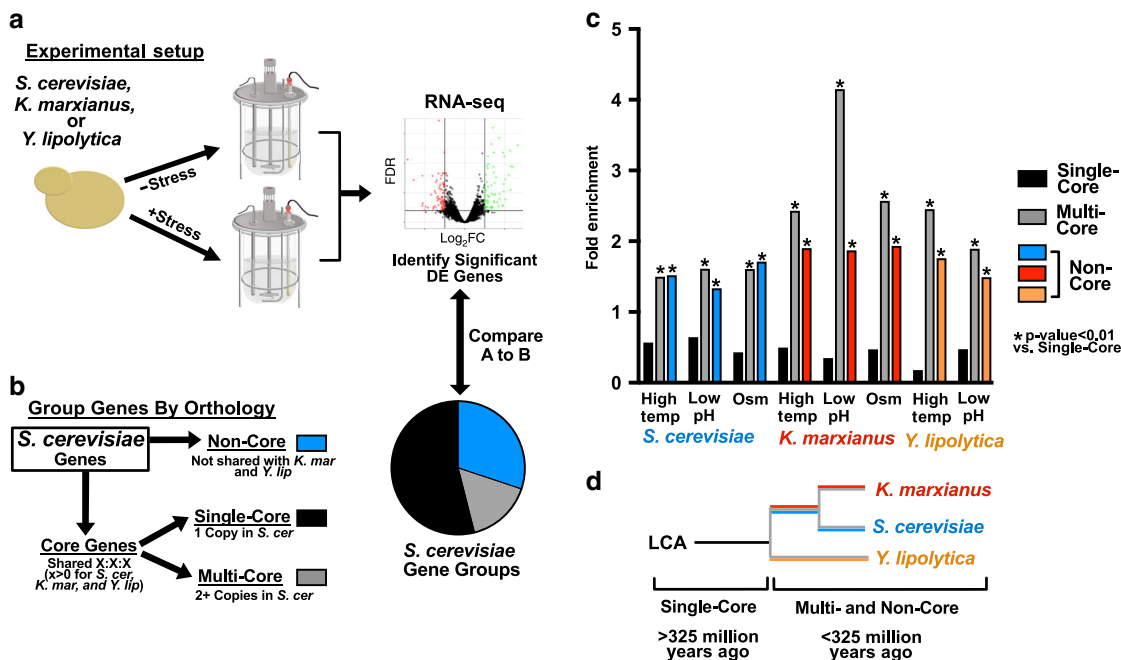 a
Experimental setup
S. cerevisiae,
K. marxianus,
or
Y. lipolytica
–Stress
+Stress
RNA-seq
FDR
Log2FC
Identify Significant
DE Genes
Compare
A to B
b
Group Genes By Orthology
S. cerevisiae
Genes
Non-Core
Not shared with K. mar
and Y. lip
Single-Core
1 Copy in S. cer
Core Genes
Shared X:X:X
(x>0 for S. cer,
K. mar, and Y. lip)
Multi-Core
2+ Copies in S. cer
S. cerevisiae
Gene Groups
c
Fold enrichment
5
4
3
2
1
0
* * * * * * * * * * * * * * * *
High
temp
Low
pH
Osm
High
temp
Low
pH
Osm
High
temp
Low
pH
S. cerevisiae
K. marxianus
Y. lipolytica
Single-
Core
Multi-
Core
Non-
Core
* p-value<0.01
vs. Single-Core
d
K. marxianus
LCA
S. cerevisiae
Y. lipolytica
Single-Core
Multi- and Non-Core
>325 million
years ago
<325 million
years ago